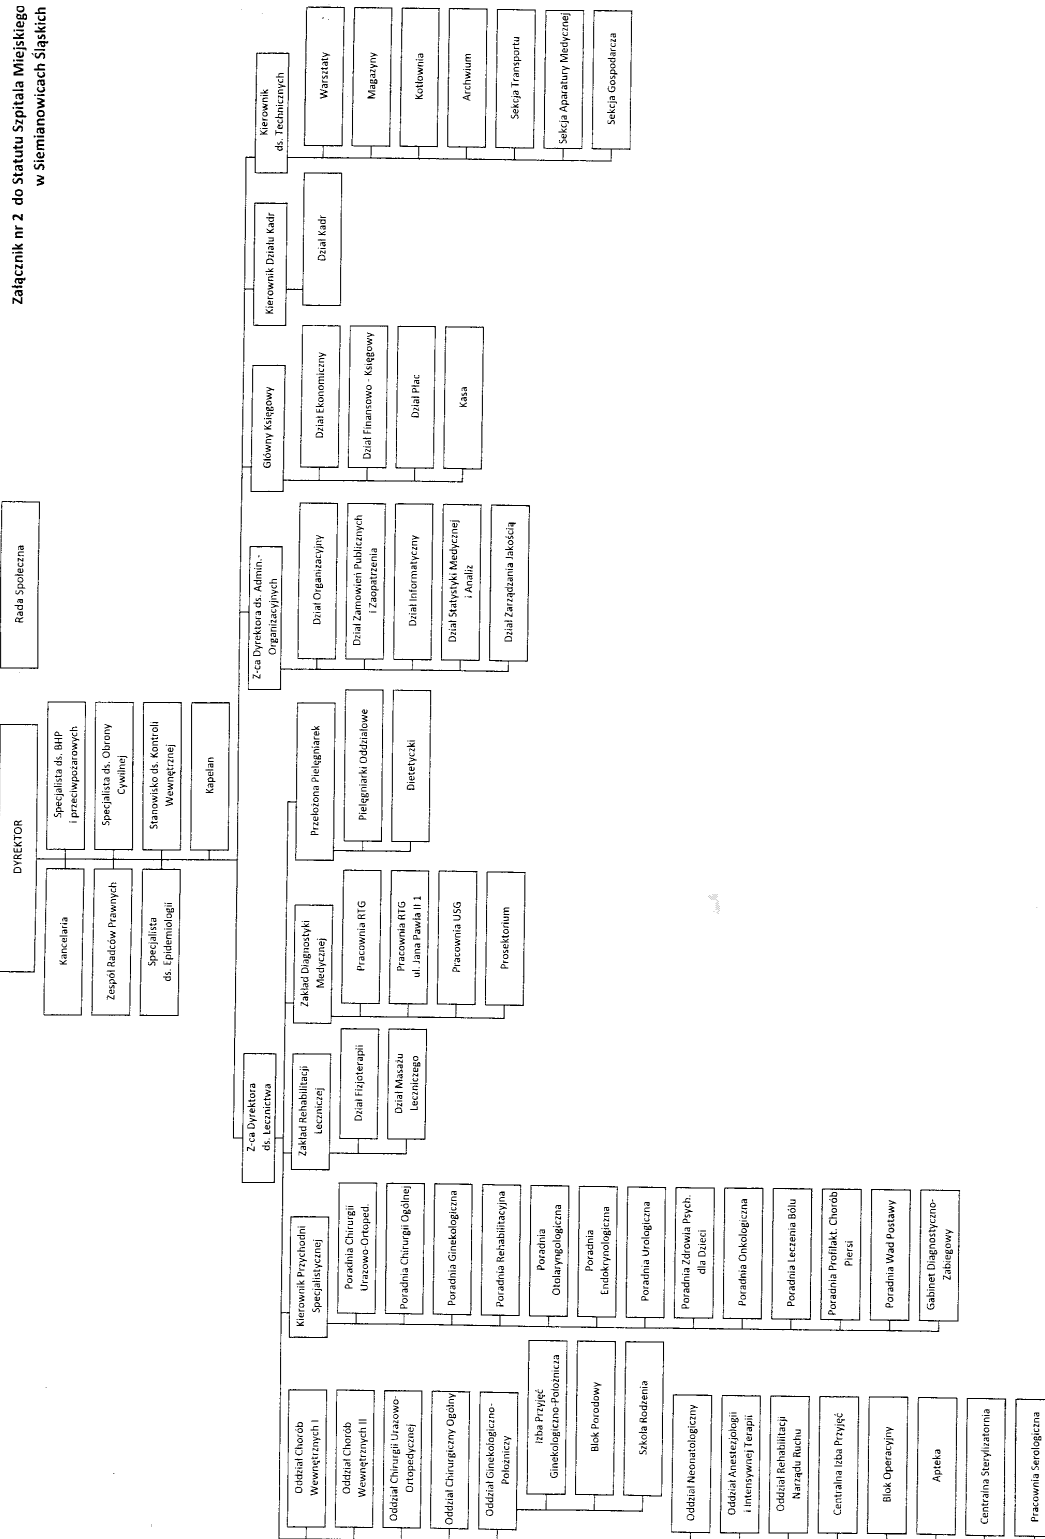 Załącznik nr 2 do Statutu Szpitala Miejskiego
w Siemianowicach Śląskich
Rada Społeczna
DYREKTOR
Kancelaria
Specjalista ds. BHP
i przeciwpożarowych
Zespół Radców Prawnych
Specjalista ds. Obrony
Cywilnej
Specjalista
ds. Epidemiologii
Stanowisko ds. Kontroli
Wewnętrznej
Kapelan
Z-ca Dyrektora
ds. Lecznictwa
Z-ca Dyrektora ds. Admin.-
Organizacyjnych
Główny Księgowy
Kierownik Działu Kadr
Kierownik
ds. Technicznych
Oddział Chorób
Wewnętrznych I
Oddział Chorób
Wewnętrznych II
Oddział Chirurgii Urazowo-
Ortopedycznej
Oddział Chirurgiczny Ogólny
Oddział Ginekologiczno-
Położniczy
Izba Przyjęć
Ginekologiczno-Położnicza
Blok Porodowy
Szkoła Rodzenia
Oddział Neonatologiczny
Oddział Anestezjologii
i Intensywnej Terapii
Oddział Rehabilitacji
Narządu Ruchu
Centralna Izba Przyjęć
Blok Operacyjny
Apteka
Centralna Sterylizatornia
Pracownia Serologiczna
Kierownik Przychodni
Specjalistycznej
Poradnia Chirurgii
Urazowo-Ortoped.
Poradnia Chirurgii Ogólnej
Poradnia Ginekologiczna
Poradnia Rehabilitacyjna
Poradnia
Otolaryngologiczna
Poradnia
Endokrynologiczna
Poradnia Urologiczna
Poradnia Zdrowia Psych.
dla Dzieci
Poradnia Onkologiczna
Poradnia Leczenia Bólu
Poradnia Profilakt. Chorób
Piersi
Poradnia Wad Postawy
Gabinet Diagnostyczno-
Zabiegowy
Zakład Rehabilitacji
Leczniczej
Dział Fizjoterapii
Dział Masażu
Leczniczego
Zakład Diagnostyki
Medycznej
Pracownia RTG
Pracownia RTG
ul. Jana Pawła II 1
Pracownia USG
Prosektorium
Przełożona Pielęgniarek
Pielęgniarki Oddziałowe
Dietetyczki
Dział Organizacyjny
Dział Zamówień Publicznych
i Zaopatrzenia
Dział Informatyczny
Dział Statystyki Medycznej
i Analiz
Dział Zarządzania Jakością
Dział Ekonomiczny
Dział Finansowo - Księgowy
Dział Płac
Kasa
Dział Kadr
Warsztaty
Magazyny
Kotłownia
Archwium
Sekcja Transportu
Sekcja Aparatury Medycznej
Sekcja Gospodarcza